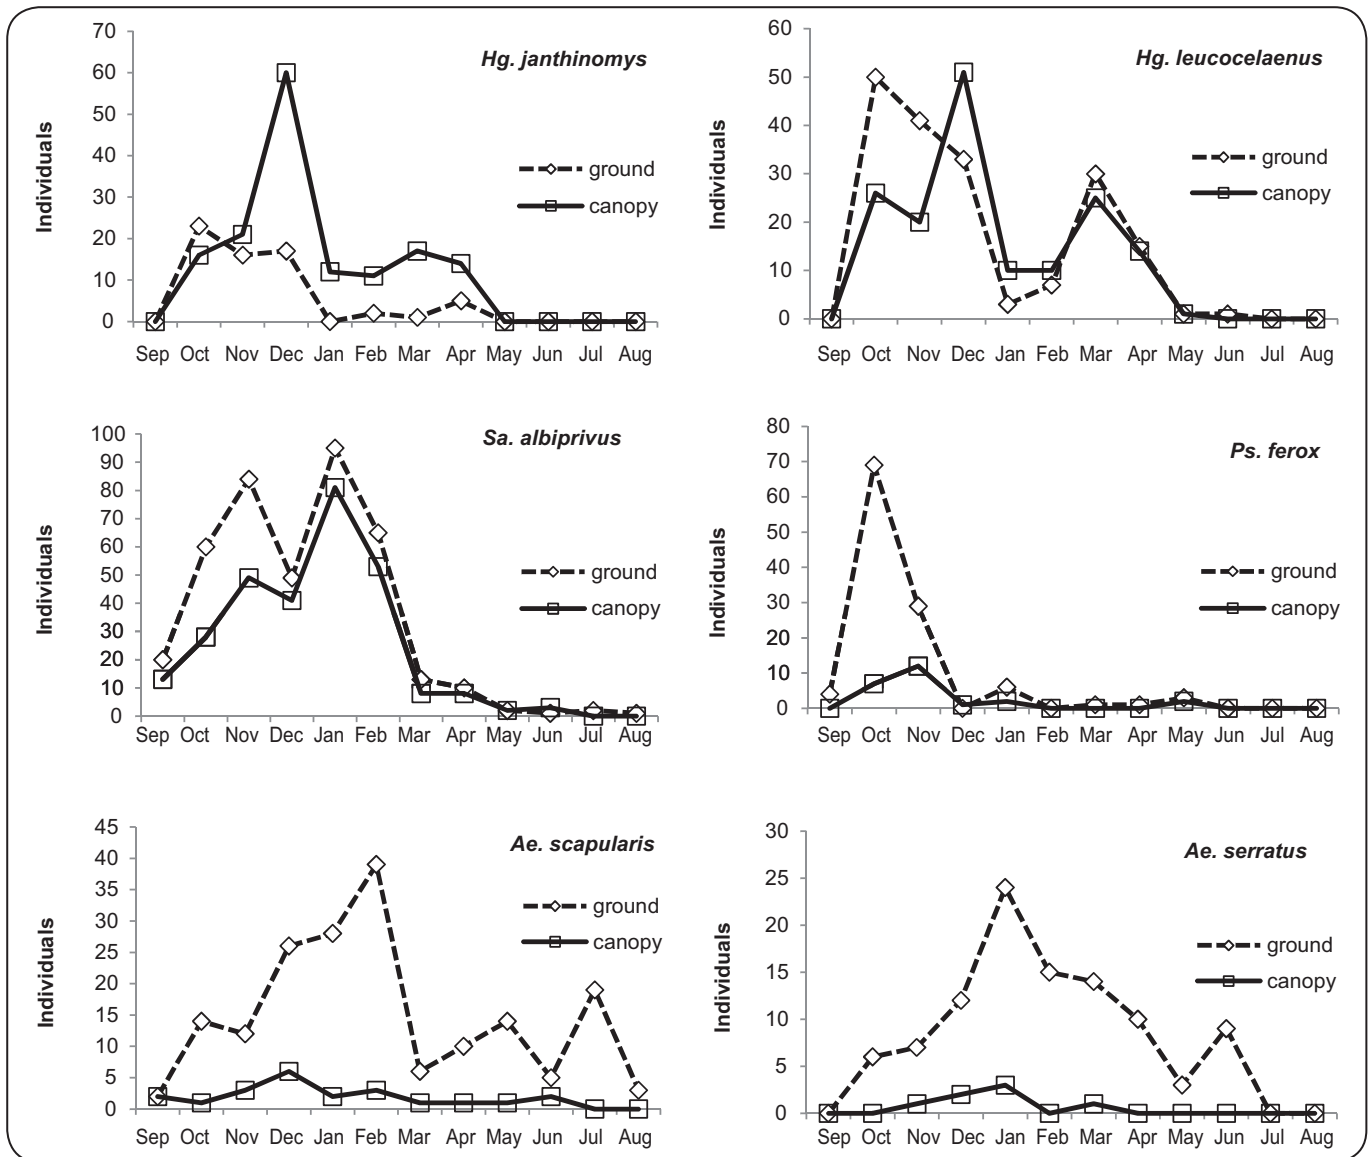 Hg. janthinomys
70
60
50
40
30
20
10
0
Individuals
ground
canopy
Sep Oct Nov Dec Jan Feb Mar Apr May Jun Jul Aug
Hg. leucocelaenus
60
50
40
30
20
10
0
Individuals
ground
canopy
Sep Oct Nov Dec Jan Feb Mar Apr May Jun Jul Aug
Sa. albiprivus
100
90
80
70
60
50
40
30
20
10
0
Individuals
ground
canopy
Sep Oct Nov Dec Jan Feb Mar Apr May Jun Jul Aug
Ps. ferox
80
70
60
50
40
30
20
10
0
Individuals
ground
canopy
Sep Oct Nov Dec Jan Feb Mar Apr May Jun Jul Aug
Ae. scapularis
45
40
35
30
25
20
15
10
5
0
Individuals
ground
canopy
Sep Oct Nov Dec Jan Feb Mar Apr May Jun Jul Aug
Ae. serratus
30
25
20
15
10
5
0
Individuals
ground
canopy
Sep Oct Nov Dec Jan Feb Mar Apr May Jun Jul Aug